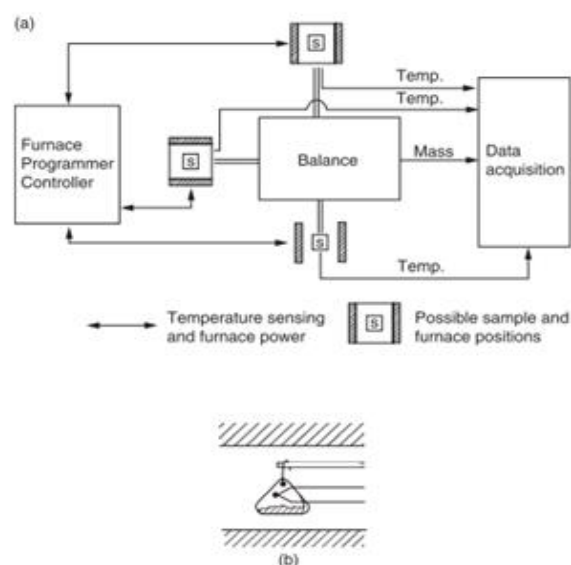 (a)
S
Temp.
Temp.
Furnace
Programmer
Controller
S
Balance
Mass
Data
acquisition
S
Temp.
Temperature sensing
and furnace power
S
Possible sample and
furnace positions
(b)